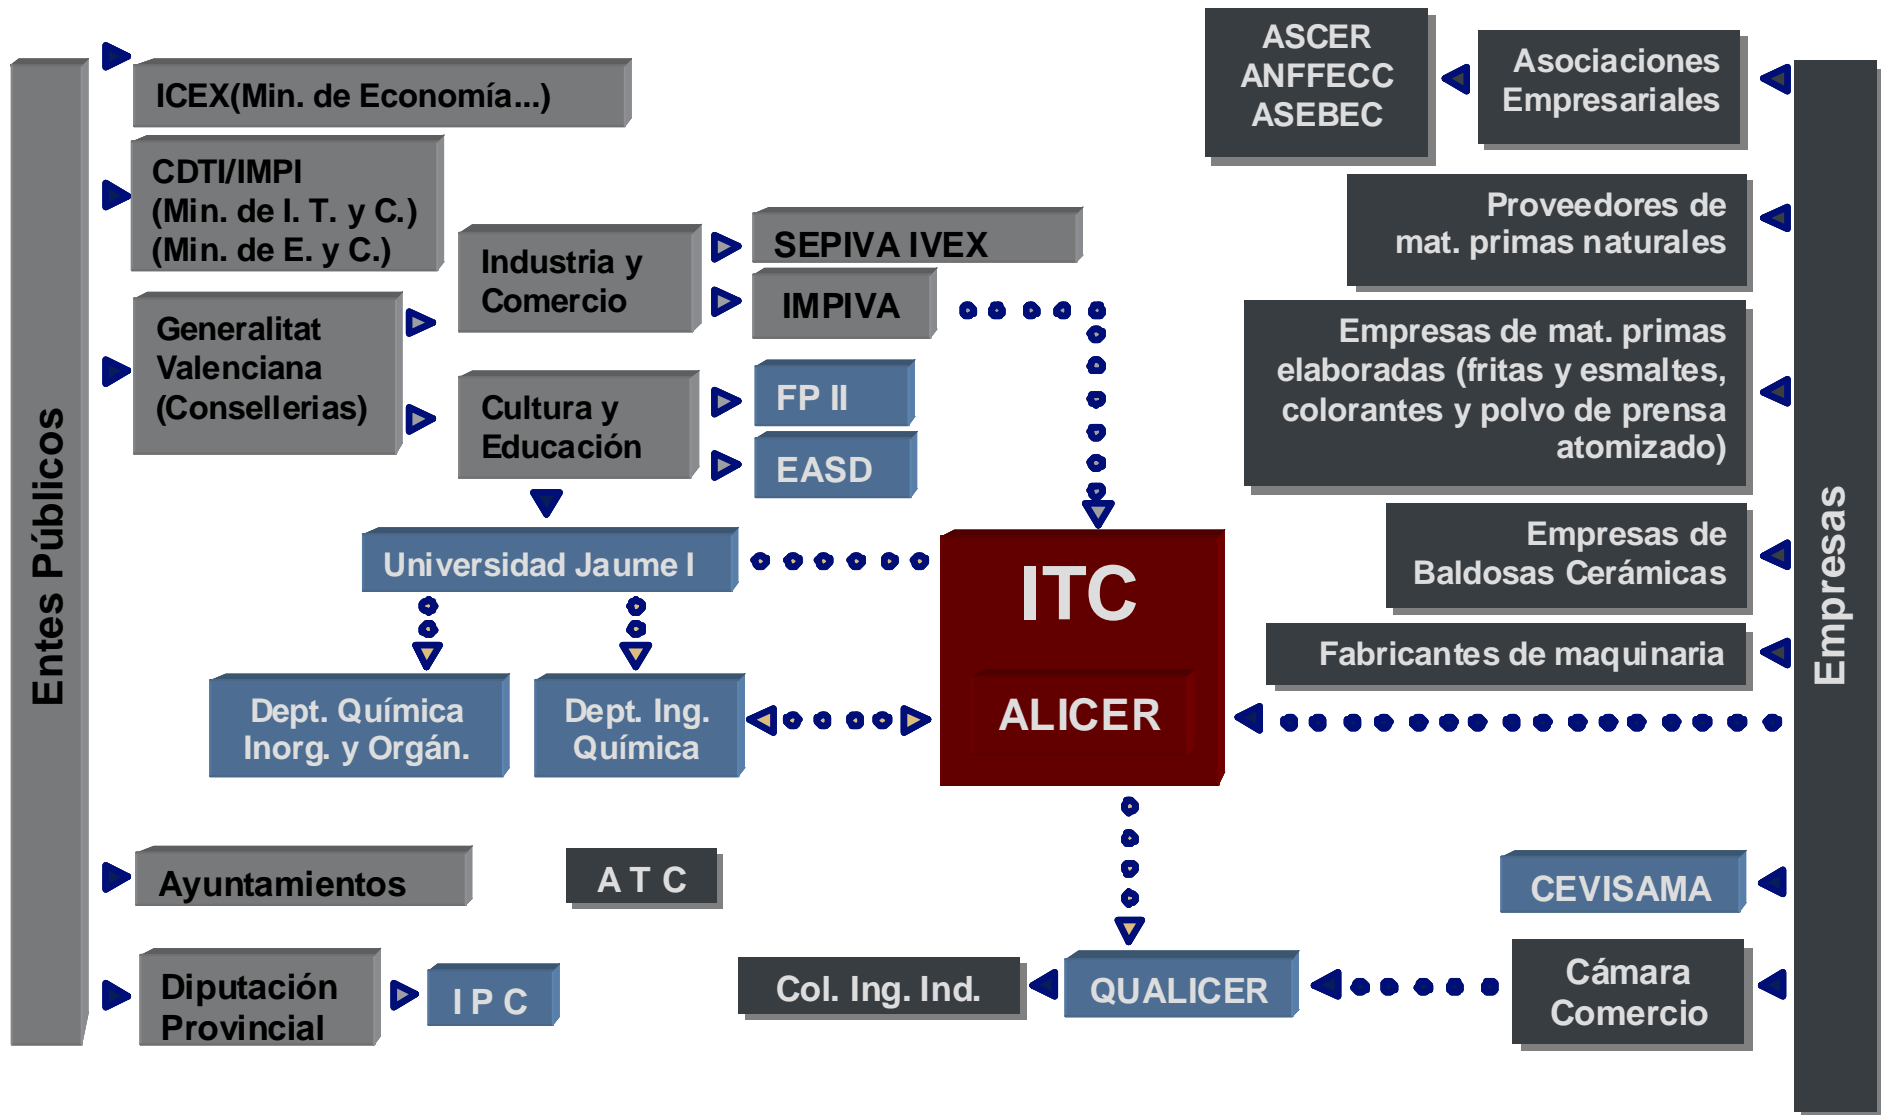 Entes Públicos
ICEX(Min. de Economía...)
CDTI/IMPI
(Min. de I. T. y C.)
(Min. de E. y C.)
Generalitat
Valenciana
(Consellerias)
Industria y
Comercio
SEPIVA IVEX
IMPIVA
Cultura y
Educación
FP II
EASD
Universidad Jaume I
Dept. Química
Inorg. y Orgán.
Dept. Ing.
Química
Ayuntamientos
A T C
Diputación
Provincial
I P C
ITC
ALICER
Col. Ing. Ind.
QUALICER
ASCER
ANFFECC
ASEBEC
Asociaciones
Empresariales
Proveedores de
mat. primas naturales
Empresas de mat. primas
elaboradas (fritas y esmaltes,
colorantes y polvo de prensa
atomizado)
Empresas de
Baldosas Cerámicas
Fabricantes de maquinaria
CEVISAMA
Cámara
Comercio
Empresas